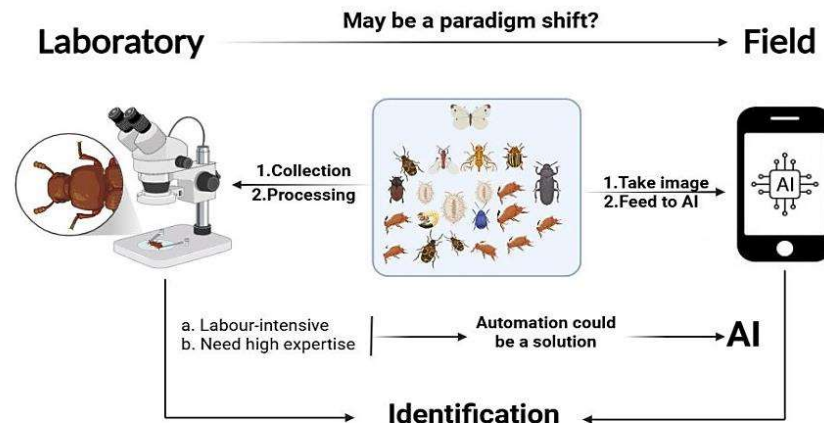 May be a paradigm shift?
Laboratory
Field
1.Collection
2.Processing
1.Take image
2.Feed to AI
AI
a. Labour-intensive
b. Need high expertise
Automation could
be a solution
AI
Identification